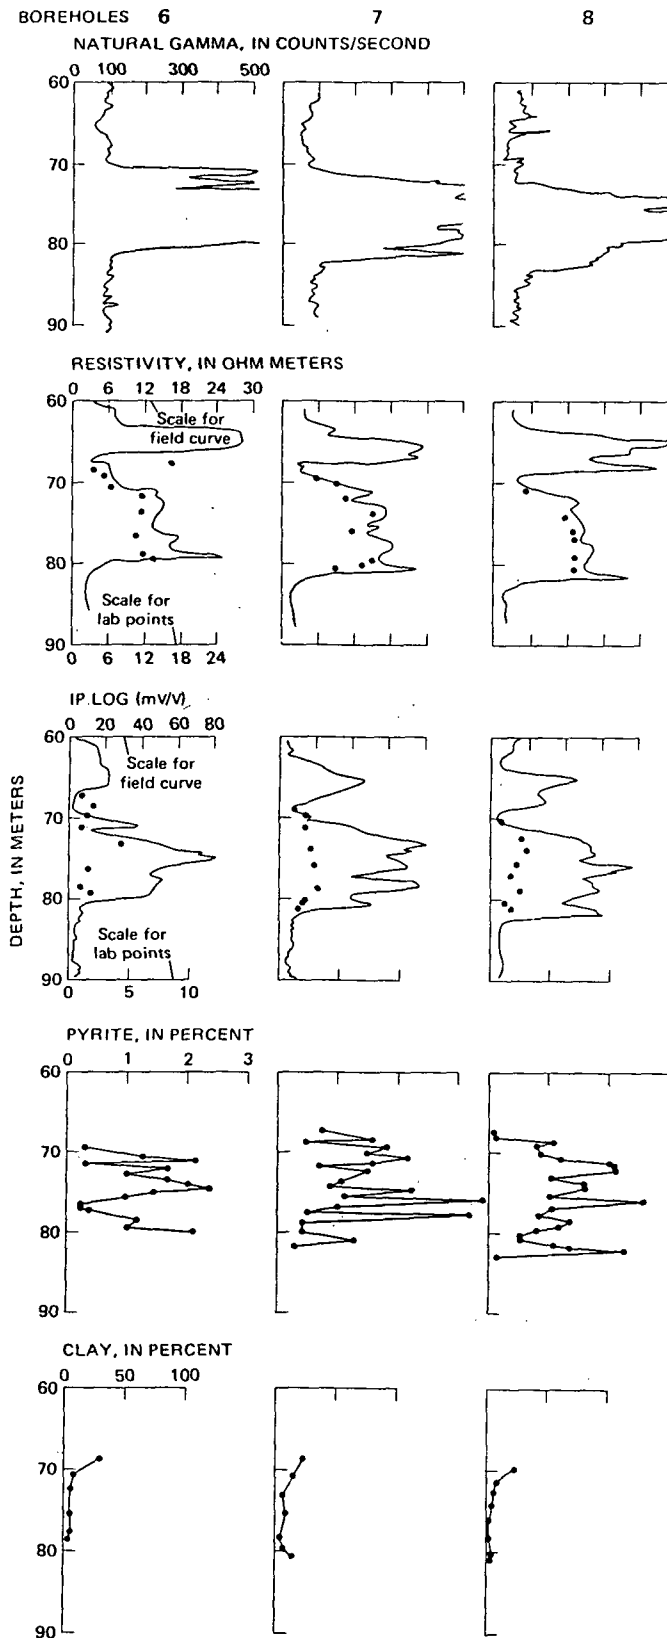 BOREHOLES 6 7 8
NATURAL GAMMA, IN COUNTS/SECOND
0 100 300 500
60
70
80
90
RESISTIVITY, IN OHM METERS
0 6 12 18 24 30
60
Scale for
field curve
70
80
Scale for
lab points
90
0 6 12 18 24
IP LOG (mV/V)
0 20 40 60 80
60
Scale for
field curve
70
80
Scale for
lab points
90
0 5 10
DEPTH, IN METERS
PYRITE, IN PERCENT
0 1 2 3
60
70
80
90
CLAY, IN PERCENT
0 50 100
60
70
80
90